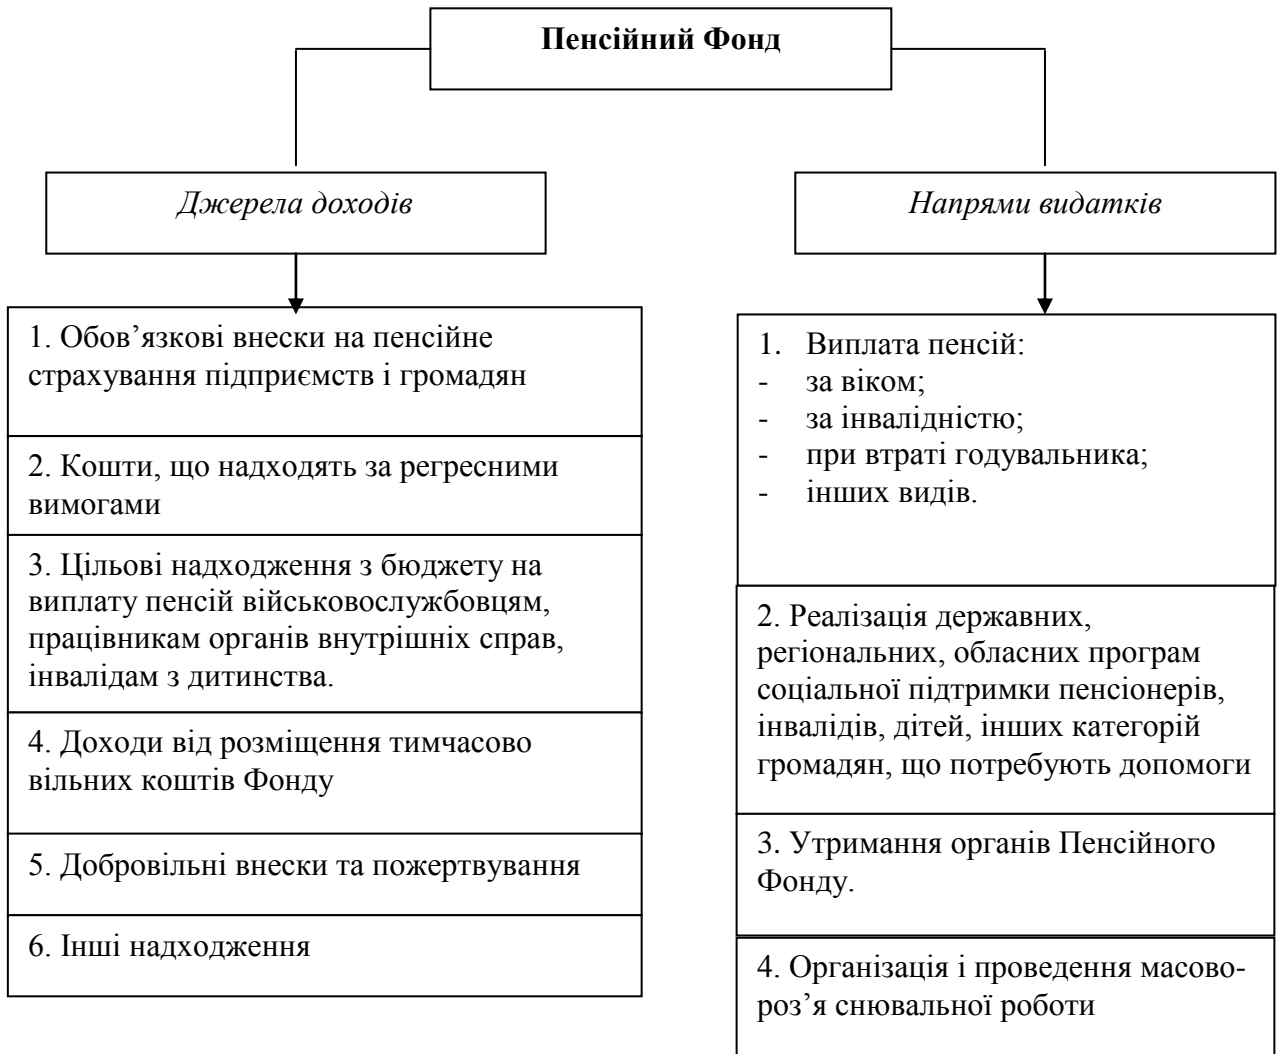 Пенсійний Фонд
Джерела доходів
Напрями видатків
1. Обов’язкові внески на пенсійне
страхування підприємств і громадян
2. Кошти, що надходять за регресними
вимогами
3. Цільові надходження з бюджету на
виплату пенсій військовослужбовцям,
працівникам органів внутрішніх справ,
інвалідам з дитинства.
4. Доходи від розміщення тимчасово
вільних коштів Фонду
5. Добровільні внески та пожертвування
6. Інші надходження
1. Виплата пенсій:
- за віком;
- за інвалідністю;
- при втраті годувальника;
- інших видів.
2. Реалізація державних,
регіональних, обласних програм
соціальної підтримки пенсіонерів,
інвалідів, дітей, інших категорій
громадян, що потребують допомоги
3. Утримання органів Пенсійного
Фонду.
4. Організація і проведення масово-
роз’я снювальної роботи